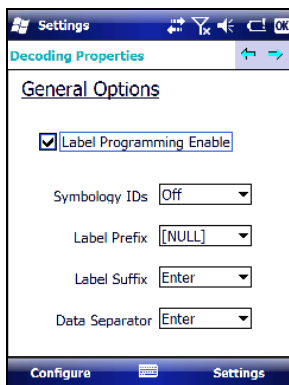 Settings OK
Decoding Properties
General Options
Label Programming Enable
Symbology IDs Off
Label Prefix [NULL]
Label Suffix Enter
Data Separator Enter
Configure Settings